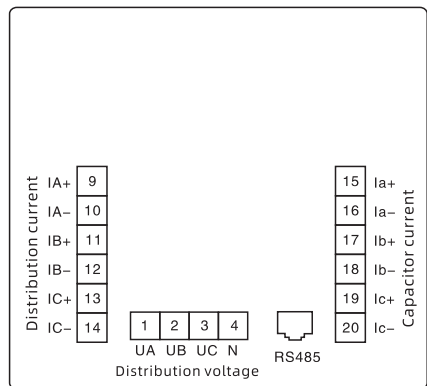 Distribution current
IA+ 9
IA− 10
IB+ 11
IB− 12
IC+ 13
IC− 14
1 2 3 4
UA UB UC N
Distribution voltage
RS485
15 Ia+
16 Ia−
17 Ib+
18 Ib−
19 Ic+
20 Ic−
Capacitor current